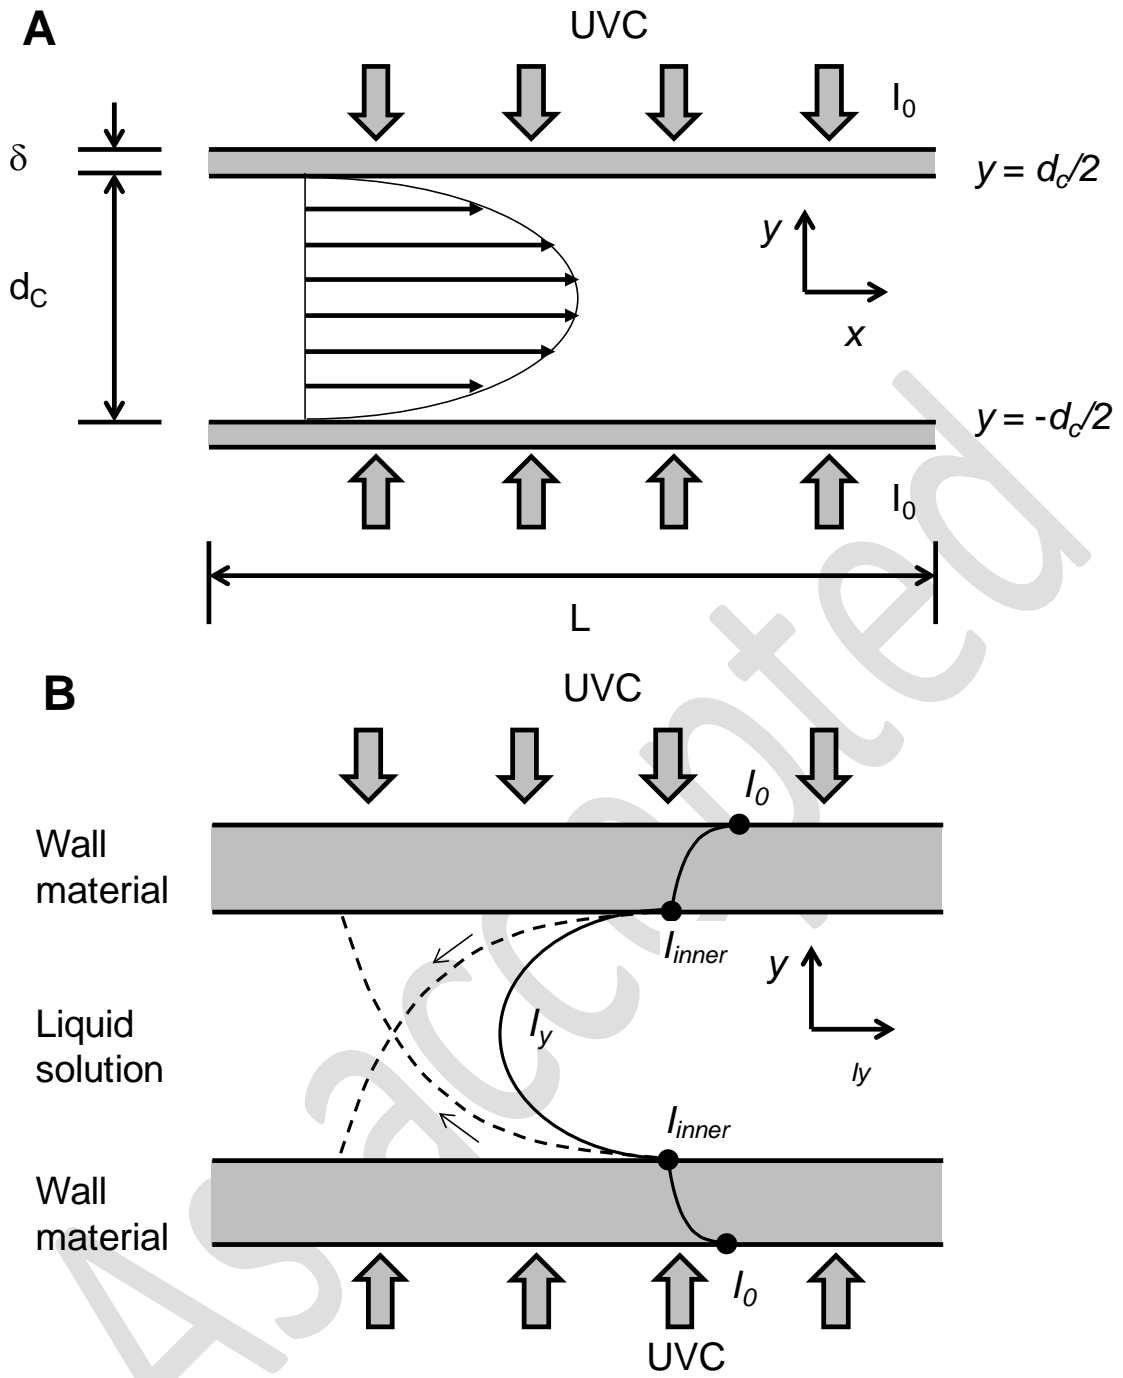 A
UVC
I0
δ
y = dc/2
y
dC
x
y = -dc/2
I0
L
B
UVC
I0
Wall
material
Iinner
y
Liquid
solution
Iy
Iy
Iinner
Wall
material
I0
UVC
As accepted